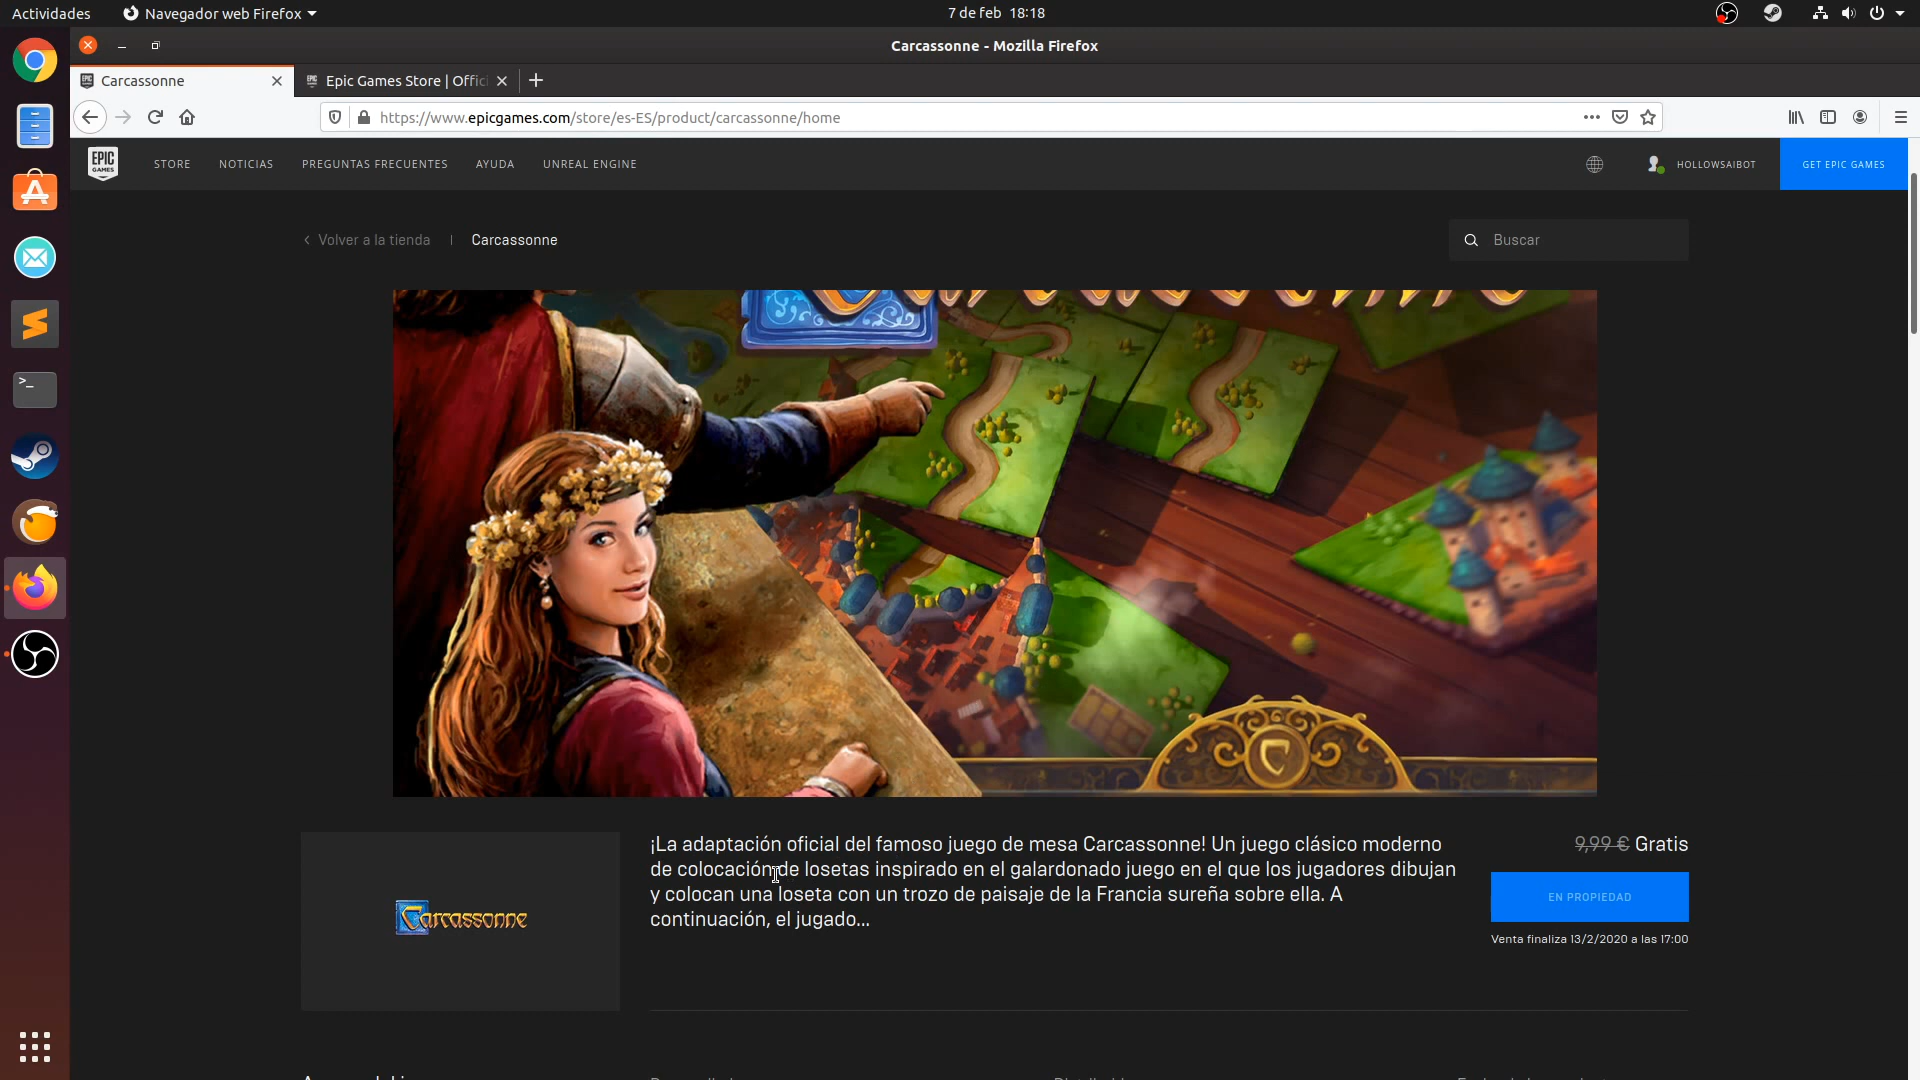 Actividades
Navegador web Firefox
7 de feb 18:18
Carcassonne - Mozilla Firefox
Carcassonne
Epic Games Store | Offici
https://www.epicgames.com/store/es-ES/product/carcassonne/home
EPIC GAMES
STORE
NOTICIAS
PREGUNTAS FRECUENTES
AYUDA
UNREAL ENGINE
HOLLOWSAIBOT
GET EPIC GAMES
Volver a la tienda
Carcassonne
Buscar
¡La adaptación oficial del famoso juego de mesa Carcassonne! Un juego clásico moderno
de colocación de losetas inspirado en el galardonado juego en el que los jugadores dibujan
y colocan una loseta con un trozo de paisaje de la Francia sureña sobre ella. A
continuación, el jugado...
Carcassonne
9,99 € Gratis
EN PROPIEDAD
Venta finaliza 13/2/2020 a las 17:00